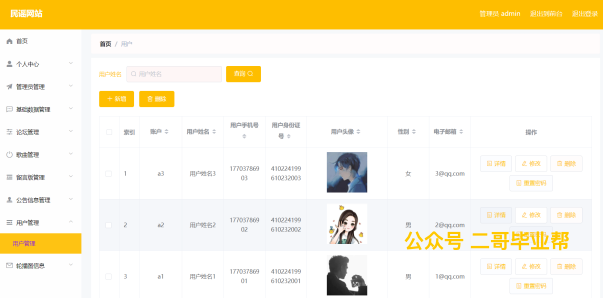 民谣网站
管理员 admin 退出到前台 退出登录
首页
个人中心
管理员管理
基础数据管理
论坛管理
歌曲管理
留言版管理
公告信息管理
用户管理
用户管理
轮播图信息
首页 / 用户
用户姓名 用户姓名 查询
+ 新增 删除
索引 账户 用户姓名 用户手机号 用户身份证号 用户头像 性别 电子邮箱 操作
1 a3 用户姓名3 17703786903 410224199610232003 女 3@qq.com 详情 修改 删除
重置密码
2 a2 用户姓名2 17703786902 410224199610232002 男 2@qq.com 详情 修改 删除
公众号 二哥毕业帮
3 a1 用户姓名1 17703786901 410224199610232001 男 1@qq.com 详情 修改 删除
重置密码